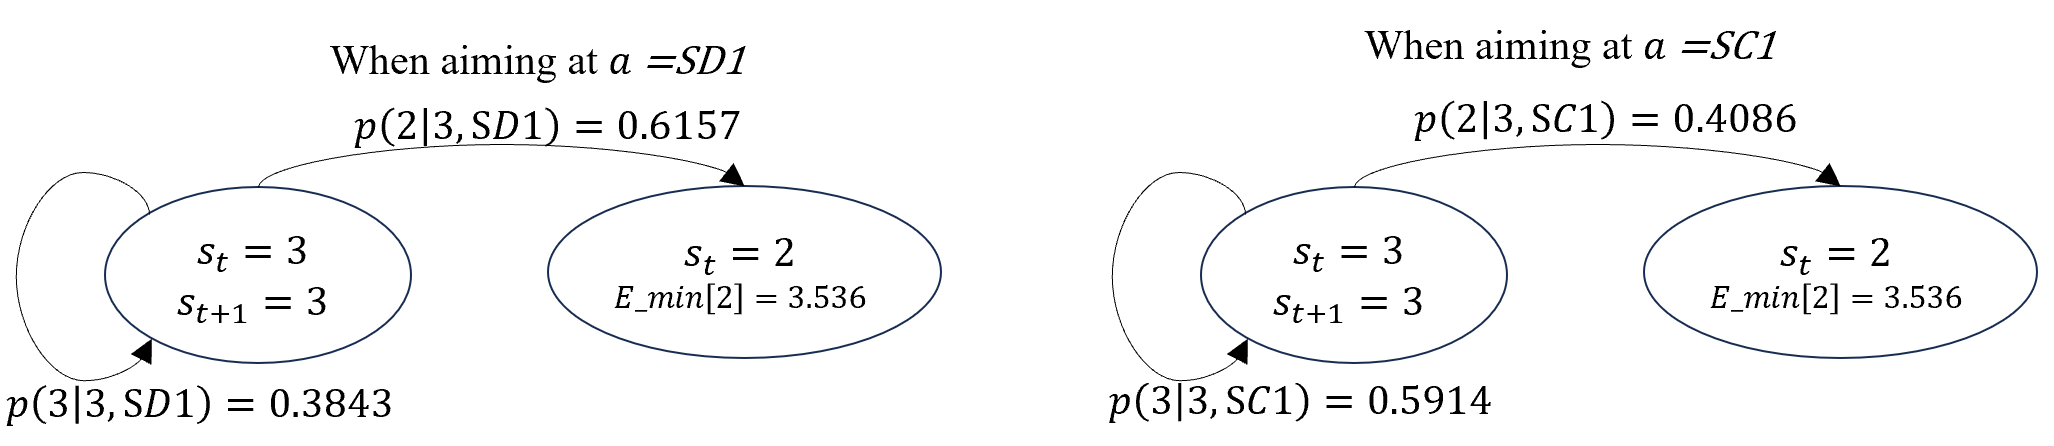 When aiming at a =SD1
p(2|3, SD1) = 0.6157
s_t = 3
s_{t+1} = 3
s_t = 2
E_min[2] = 3.536
p(3|3, SD1) = 0.3843
When aiming at a =SC1
p(2|3, SC1) = 0.4086
s_t = 3
s_{t+1} = 3
s_t = 2
E_min[2] = 3.536
p(3|3, SC1) = 0.5914